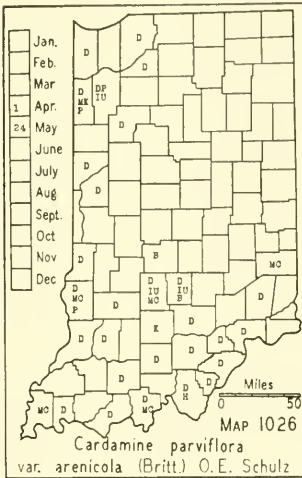 Jan.
Feb.
Mar
1 Apr.
24 May
June
July
Aug
Sept.
Oct
Nov
Dec
D
D
D
D
MK
P
DP
IU
D
D
D
B
D
MC
D
MC
P
D
IU
MC
D
IU
B
D
D
K
D
D
D
D
D
D
D
D
D
D
D
D
H
D
MC
D
D
D
MC
Miles
0 50
MAP 1026
Cardamine parviflora
var. arenicola (Britt.) O.E. Schulz